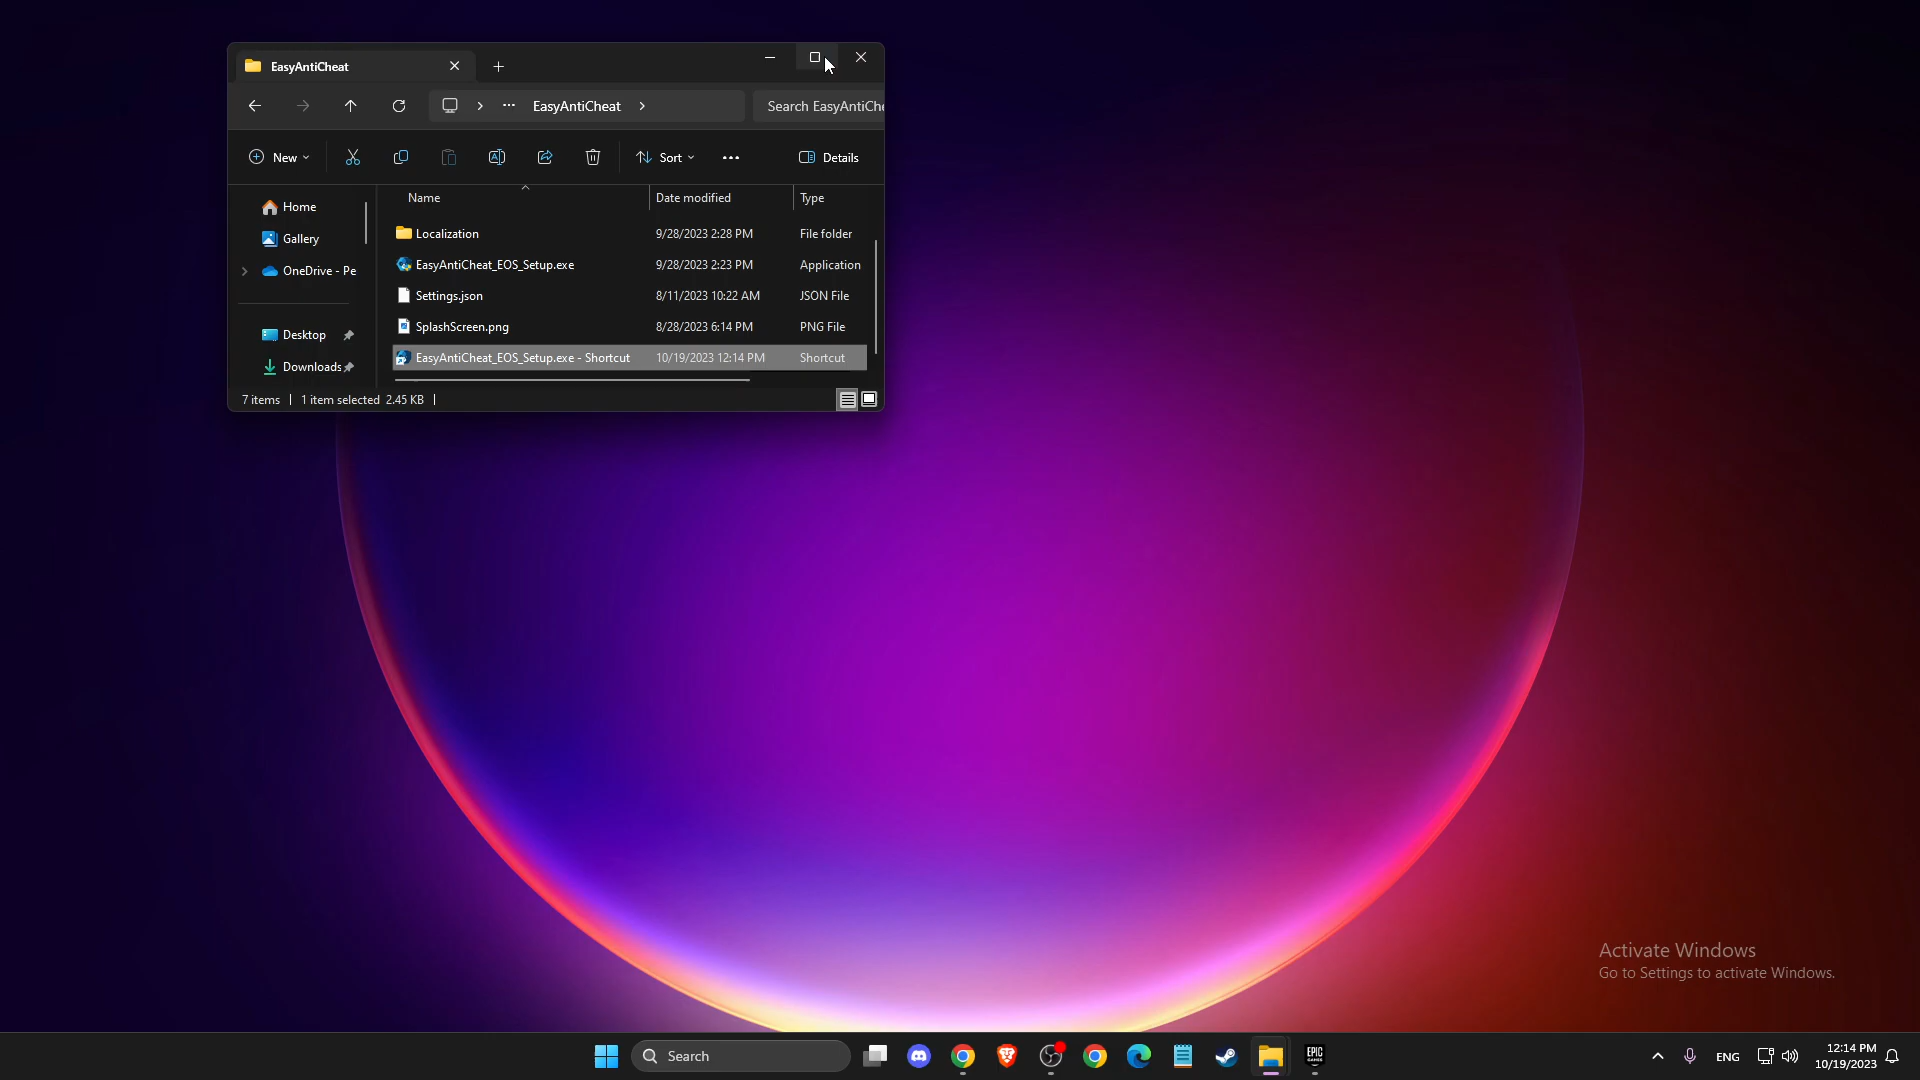 EasyAntiCheat
EasyAntiCheat
Search EasyAntiChe
New
Sort
Details
Name
Date modified
Type
Home
Gallery
OneDrive - Pe
Desktop
Downloads
Localization 9/28/2023 2:28 PM File folder
EasyAntiCheat_EOS_Setup.exe 9/28/2023 2:23 PM Application
Settings.json 8/11/2023 10:22 AM JSON File
SplashScreen.png 8/28/2023 6:14 PM PNG File
EasyAntiCheat_EOS_Setup.exe - Shortcut 10/19/2023 12:14 PM Shortcut
7 items 1 item selected 2.45 KB
Activate Windows
Go to Settings to activate Windows.
Search
EPIC
GAMES
ENG
12:14 PM
10/19/2023